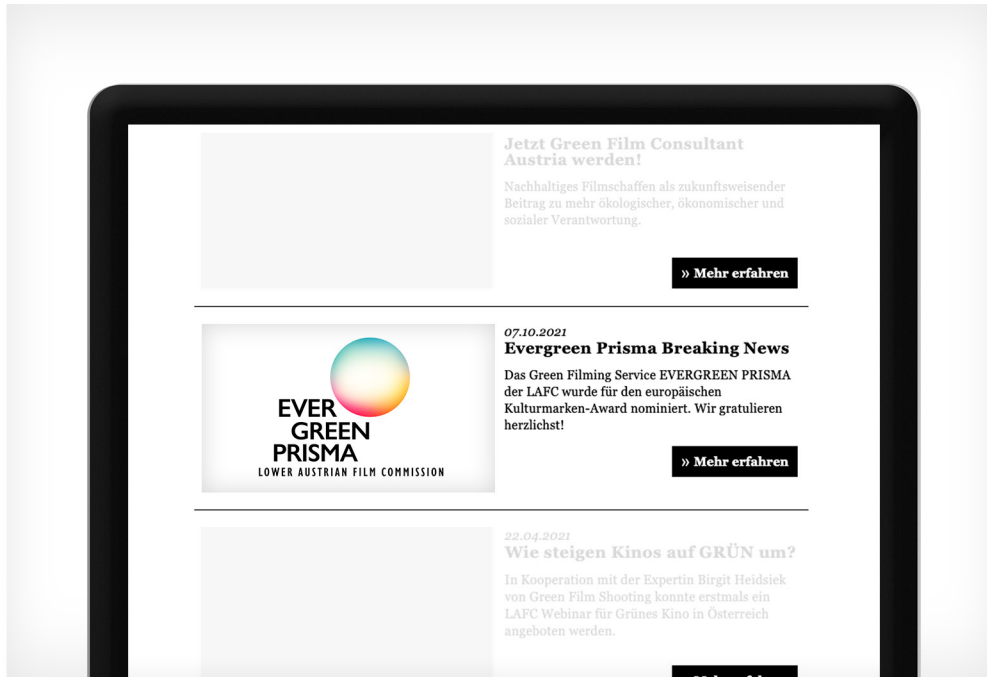 Jetzt Green Film Consultant
Austria werden!
Nachhaltiges Filmschaffen als zukunftsweisender
Beitrag zu mehr ökologischer, ökonomischer und
sozialer Verantwortung.
» Mehr erfahren
EVER
GREEN
PRISMA
LOWER AUSTRIAN FILM COMMISSION
07.10.2021
Evergreen Prisma Breaking News
Das Green Filming Service EVERGREEN PRISMA
der LAFC wurde für den europäischen
Kulturmarken-Award nominiert. Wir gratulieren
herzlichst!
» Mehr erfahren
22.04.2021
Wie steigen Kinos auf GRÜN um?
In Kooperation mit der Expertin Birgit Heidsiek
von Green Film Shooting konnte erstmals ein
LAFC Webinar für Grünes Kino in Österreich
angeboten werden.